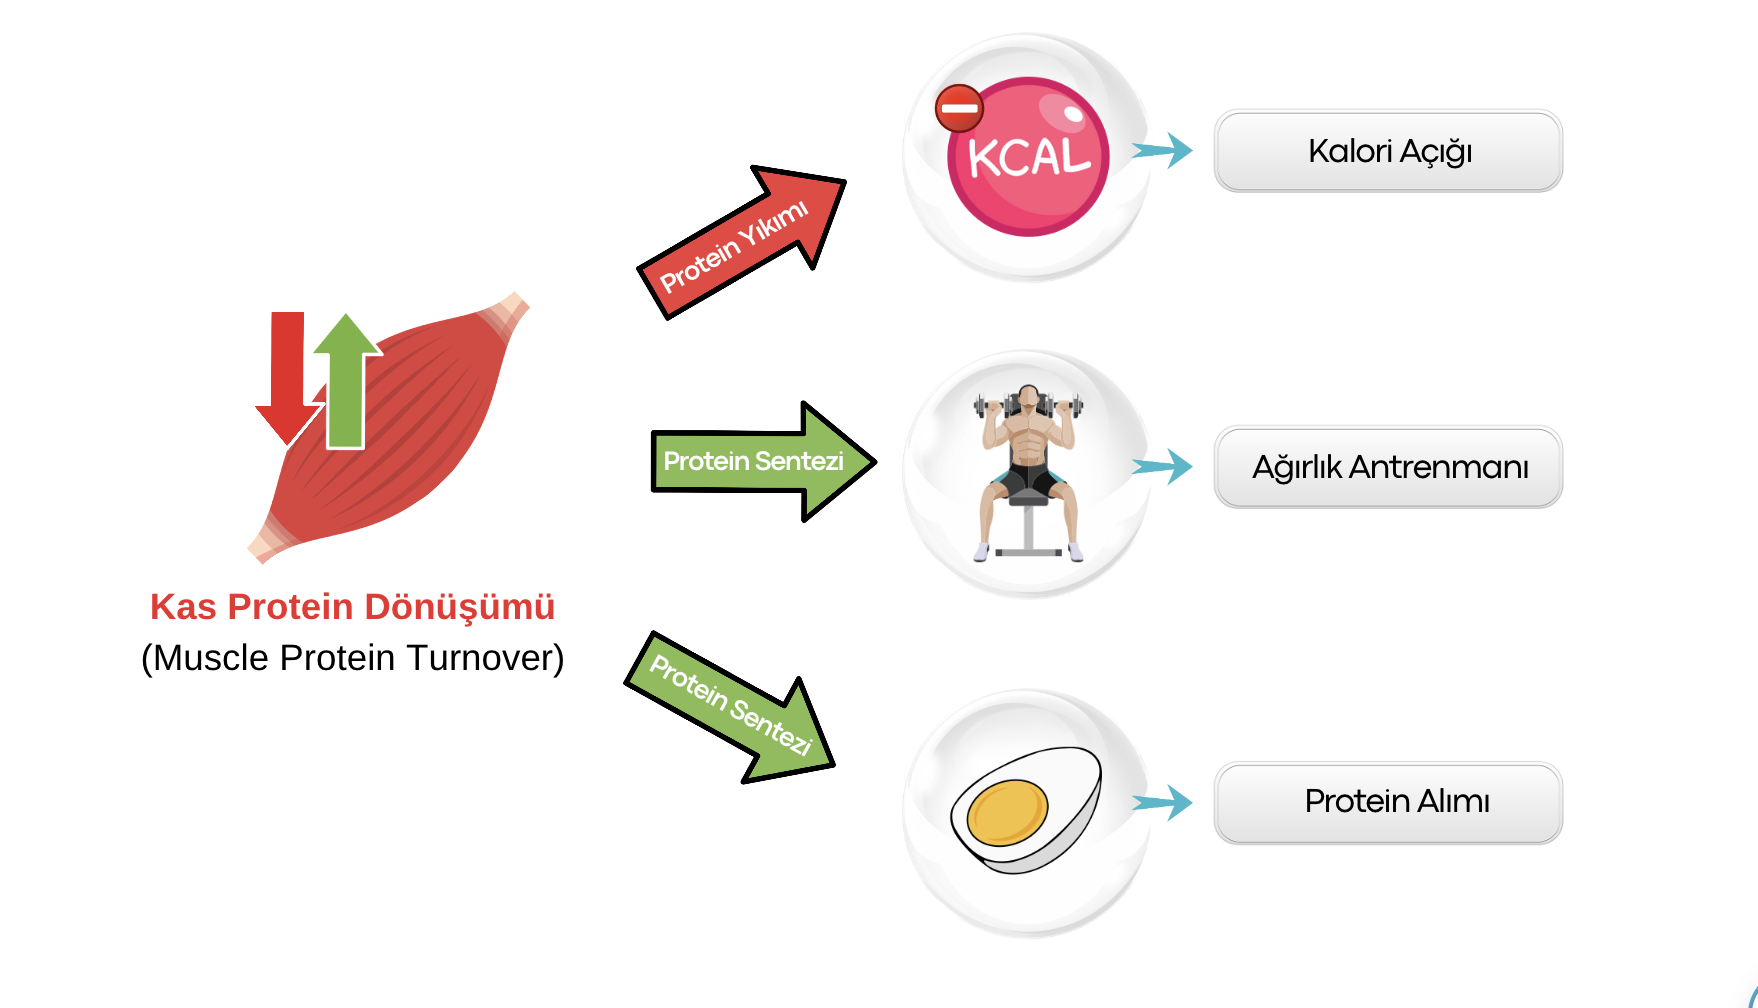 Kas Protein Dönüşümü
(Muscle Protein Turnover)
Protein Yıkımı
KCAL
Kalori Açığı
Protein Sentezi
Ağırlık Antrenmanı
Protein Sentezi
Protein Alımı